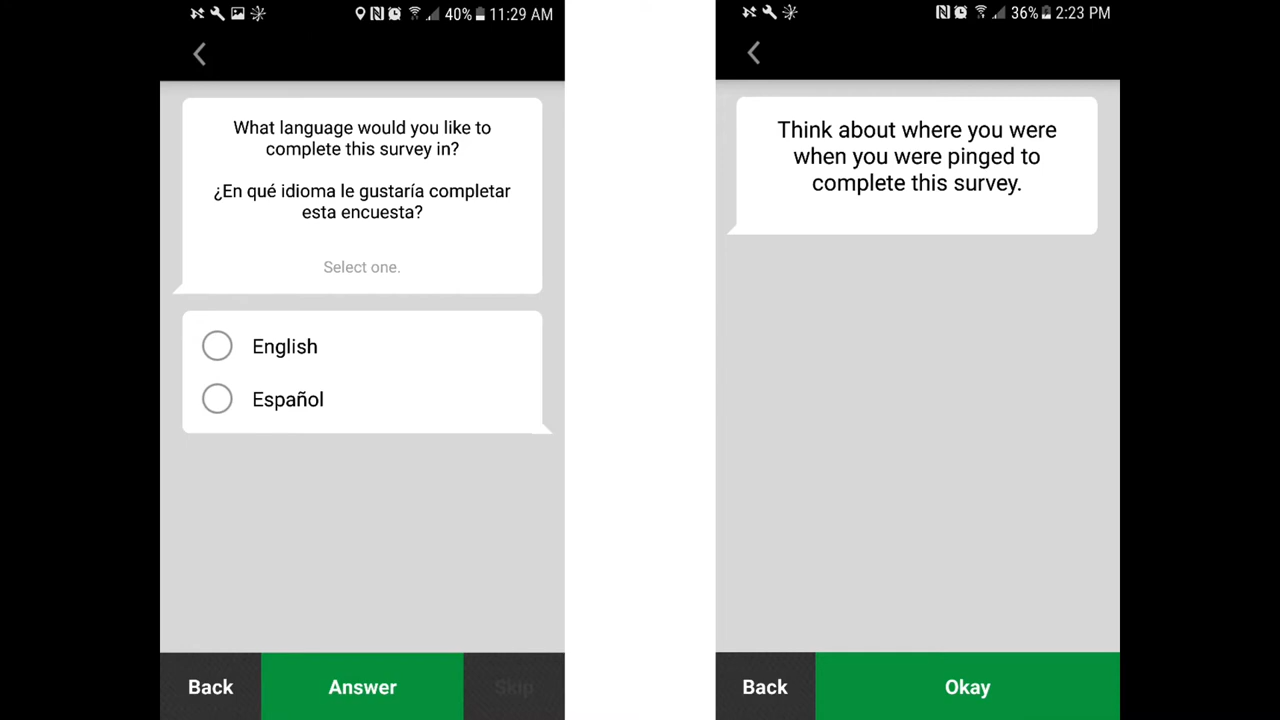 40% 11:29 AM
What language would you like to
complete this survey in?
¿En qué idioma le gustaría completar
esta encuesta?
Select one.
English
Español
Back
Answer
Skip
36% 2:23 PM
Think about where you were
when you were pinged to
complete this survey.
Back
Okay